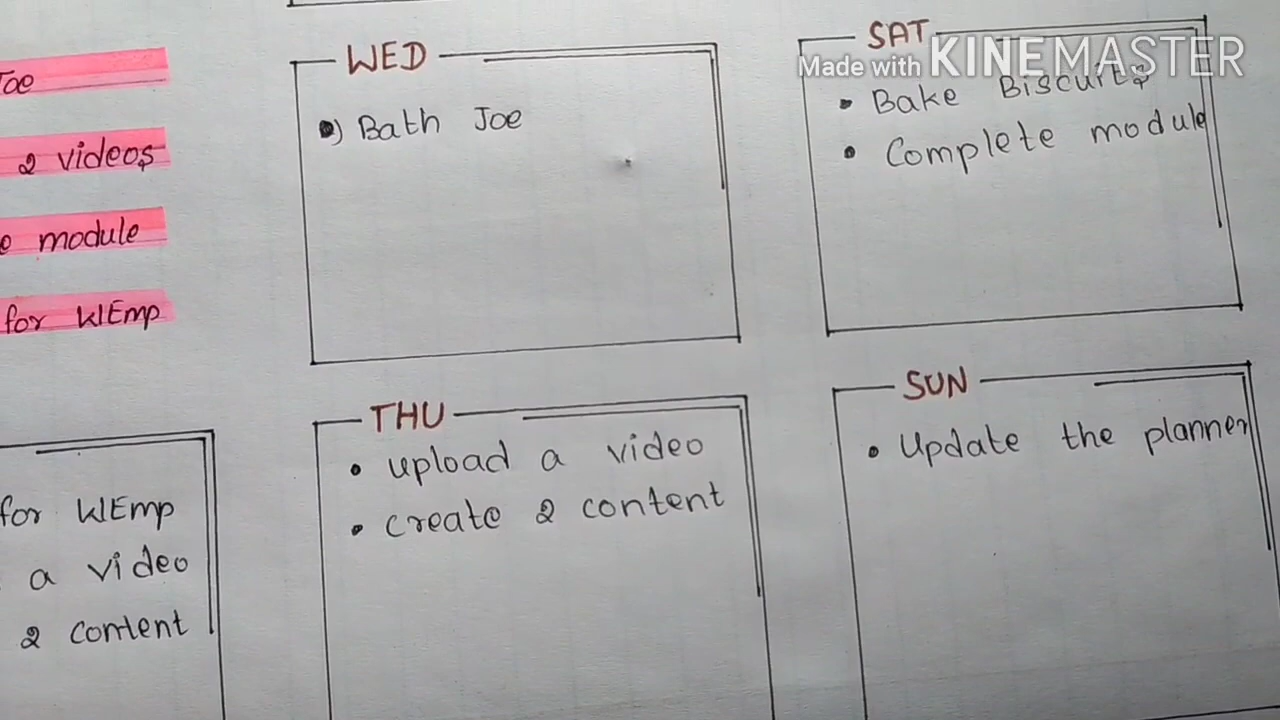 Joe
2 videos
module
for WEmp
for WEmp
a video
2 content
WED
Bath Joe
THU
upload a video
create 2 content
SAT
Made with KINEMASTER
• Bake Biscuits
• Complete module
SUN
• Update the planner